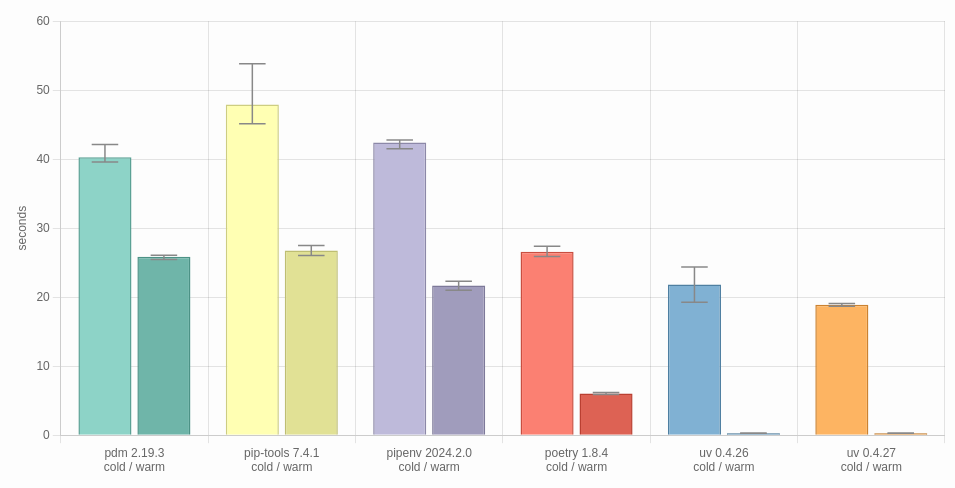 60
50
40
30
20
10
0
seconds
pdm 2.19.3
cold / warm
pip-tools 7.4.1
cold / warm
pipenv 2024.2.0
cold / warm
poetry 1.8.4
cold / warm
uv 0.4.26
cold / warm
uv 0.4.27
cold / warm